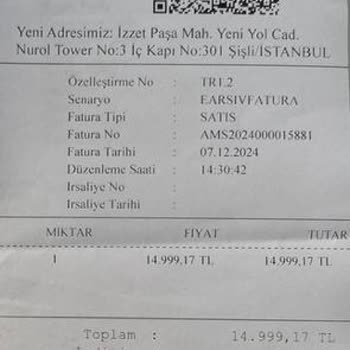 Yeni Adresimiz: İzzet Paşa Mah. Yeni Yol Cad.
Nurol Tower No:3 İç Kapı No:301 Şişli/İSTANBUL
Özelleştirme No : TR1.2
Senaryo : EARSIVFATURA
Fatura Tipi : SATIS
Fatura No : AMS2024000015881
Fatura Tarihi : 07.12.2024
Düzenleme Saati : 14:30:42
Irsaliye No :
Irsaliye Tarihi :
MİKTAR FİYAT TUTAR
1 14.999,17 TL 14.999,17 TL
Toplam : 14.999,17 TL